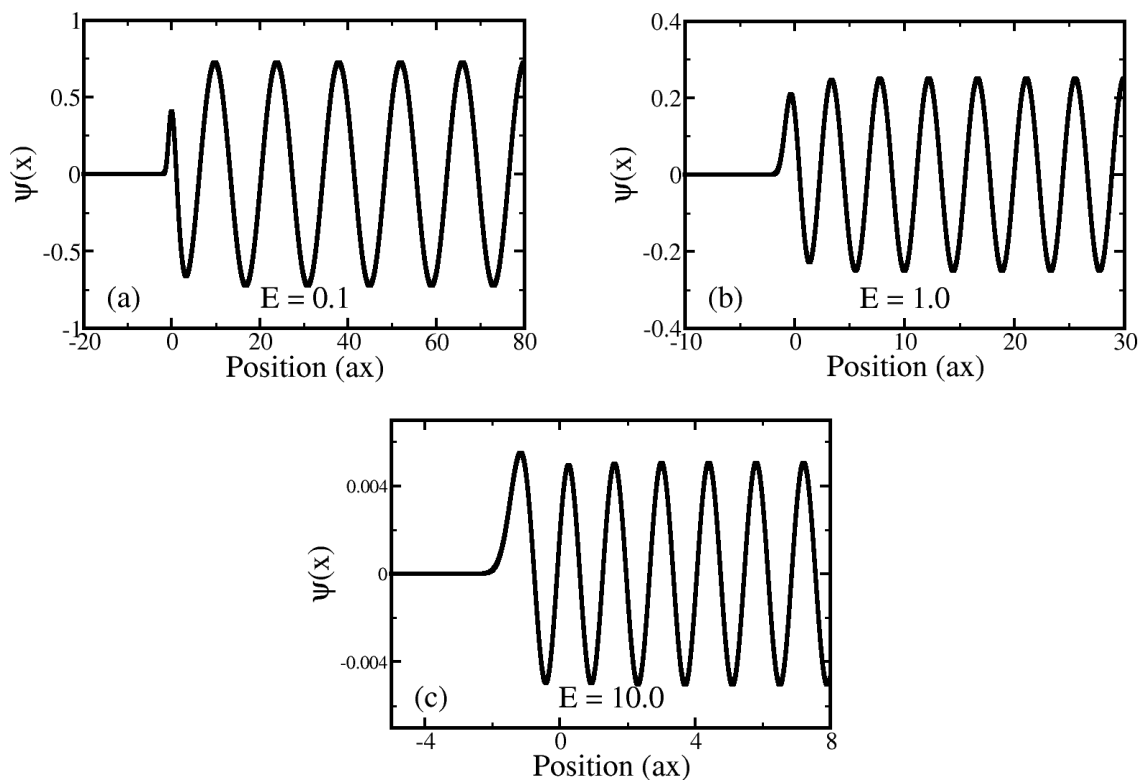 1
0.5
0
-0.5
-1
ψ(x)
-20
0
20
40
60
80
Position (ax)
(a)
E = 0.1
0.4
0.2
0
-0.2
-0.4
ψ(x)
-10
0
10
20
30
Position (ax)
(b)
E = 1.0
0.004
0
-0.004
ψ(x)
-4
0
4
8
Position (ax)
(c)
E = 10.0